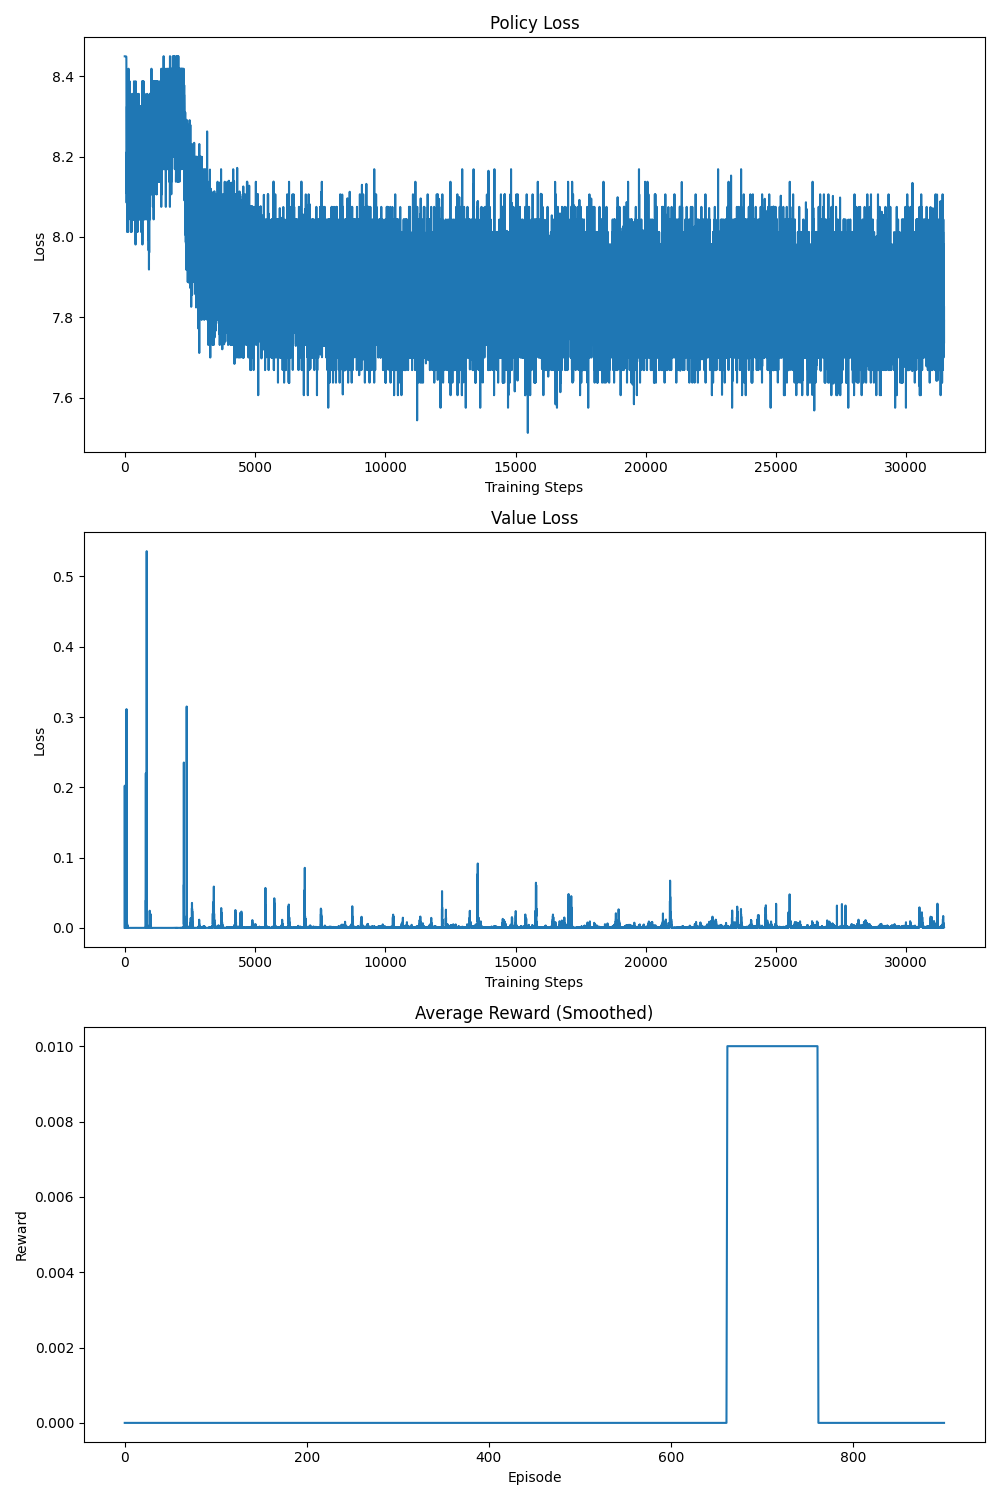 Policy Loss
8.4
8.2
8.0
7.8
7.6
Loss
0 5000 10000 15000 20000 25000 30000
Training Steps
Value Loss
0.5
0.4
0.3
0.2
0.1
0.0
Loss
0 5000 10000 15000 20000 25000 30000
Training Steps
Average Reward (Smoothed)
0.010
0.008
0.006
0.004
0.002
0.000
Reward
0 200 400 600 800
Episode